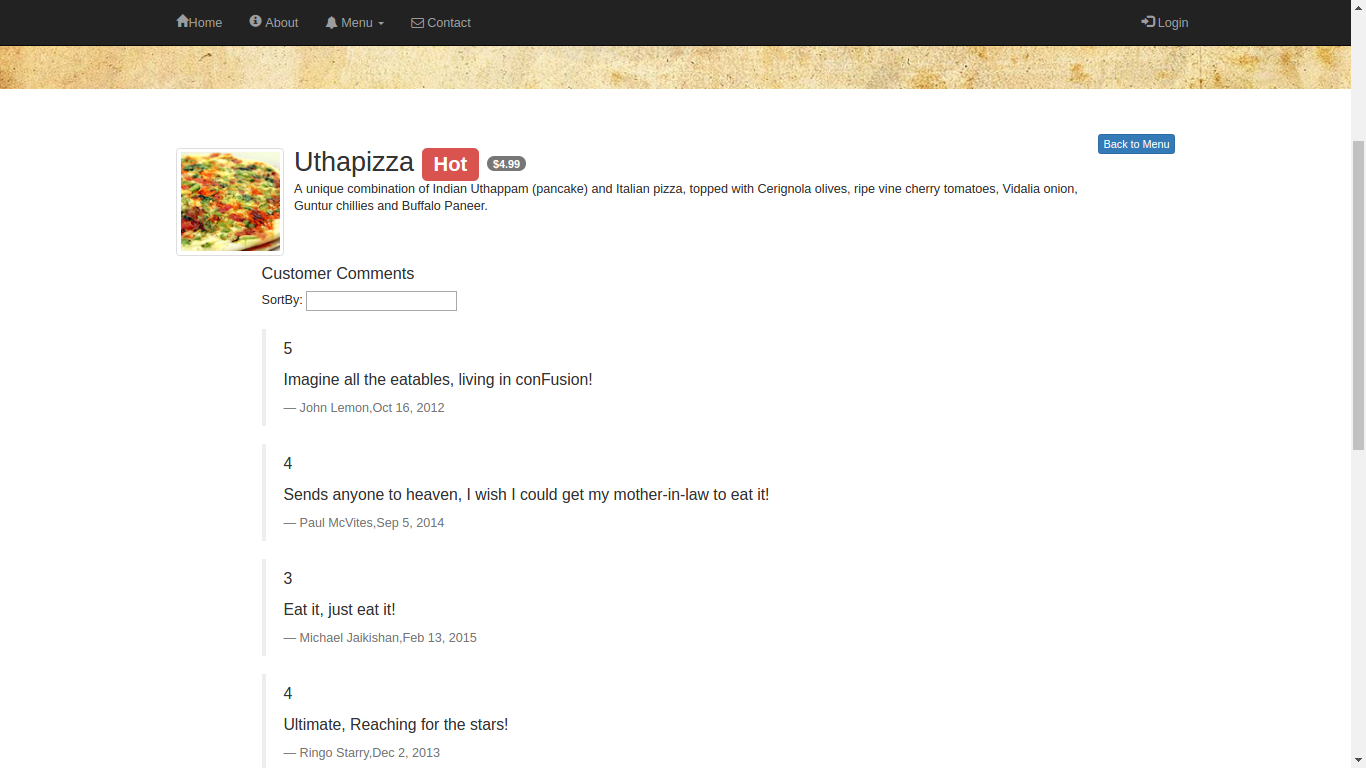 Home About Menu Contact Login
Back to Menu
Uthapizza Hot $4.99
A unique combination of Indian Uthappam (pancake) and Italian pizza, topped with Cerignola olives, ripe vine cherry tomatoes, Vidalia onion,
Guntur chillies and Buffalo Paneer.
Customer Comments
SortBy:
5
Imagine all the eatables, living in conFusion!
— John Lemon,Oct 16, 2012
4
Sends anyone to heaven, I wish I could get my mother-in-law to eat it!
— Paul McVites,Sep 5, 2014
3
Eat it, just eat it!
— Michael Jaikishan,Feb 13, 2015
4
Ultimate, Reaching for the stars!
— Ringo Starry,Dec 2, 2013